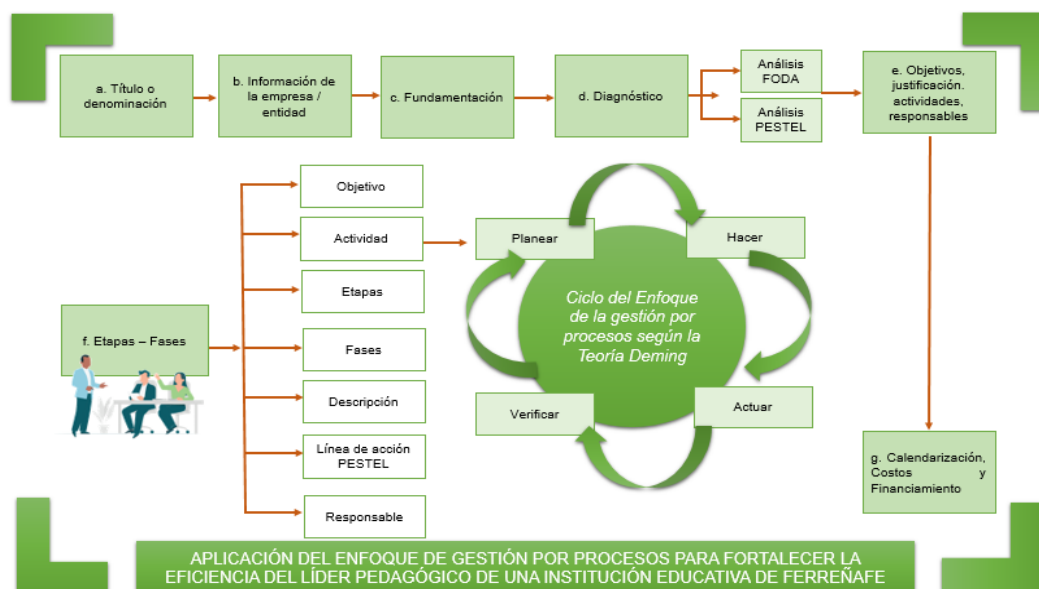 a. Título o
denominación
b. Información de
la empresa /
entidad
c. Fundamentación
d. Diagnóstico
Análisis
FODA
Análisis
PESTEL
e. Objetivos,
justificación.
actividades,
responsables
f. Etapas – Fases
Objetivo
Actividad
Etapas
Fases
Descripción
Línea de acción
PESTEL
Responsable
Planear
Hacer
Ciclo del Enfoque
de la gestión por
procesos según la
Teoría Deming
Verificar
Actuar
g. Calendarización,
Costos y
Financiamiento
APLICACIÓN DEL ENFOQUE DE GESTIÓN POR PROCESOS PARA FORTALECER LA
EFICIENCIA DEL LÍDER PEDAGÓGICO DE UNA INSTITUCIÓN EDUCATIVA DE FERREÑAFE